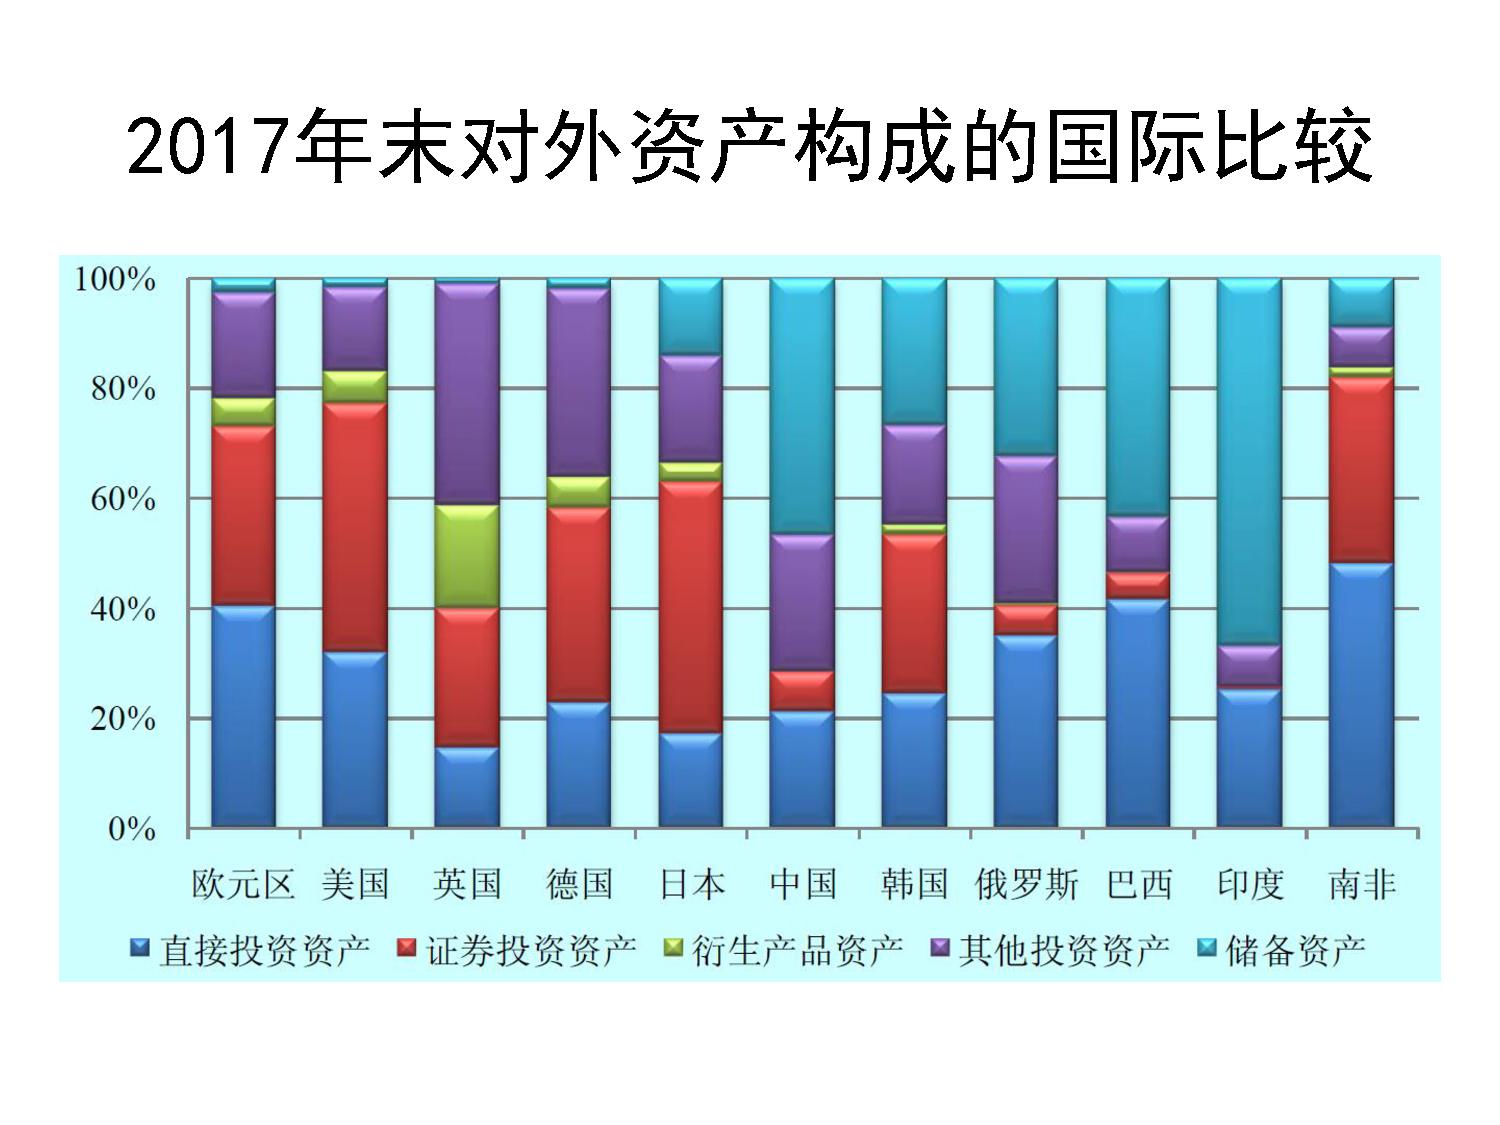 2017年末对外资产构成的国际比较
100%
80%
60%
40%
20%
0%
欧元区 美国 英国 德国 日本 中国 韩国 俄罗斯 巴西 印度 南非
直接投资资产 证券投资资产 衍生产品资产 其他投资资产 储备资产